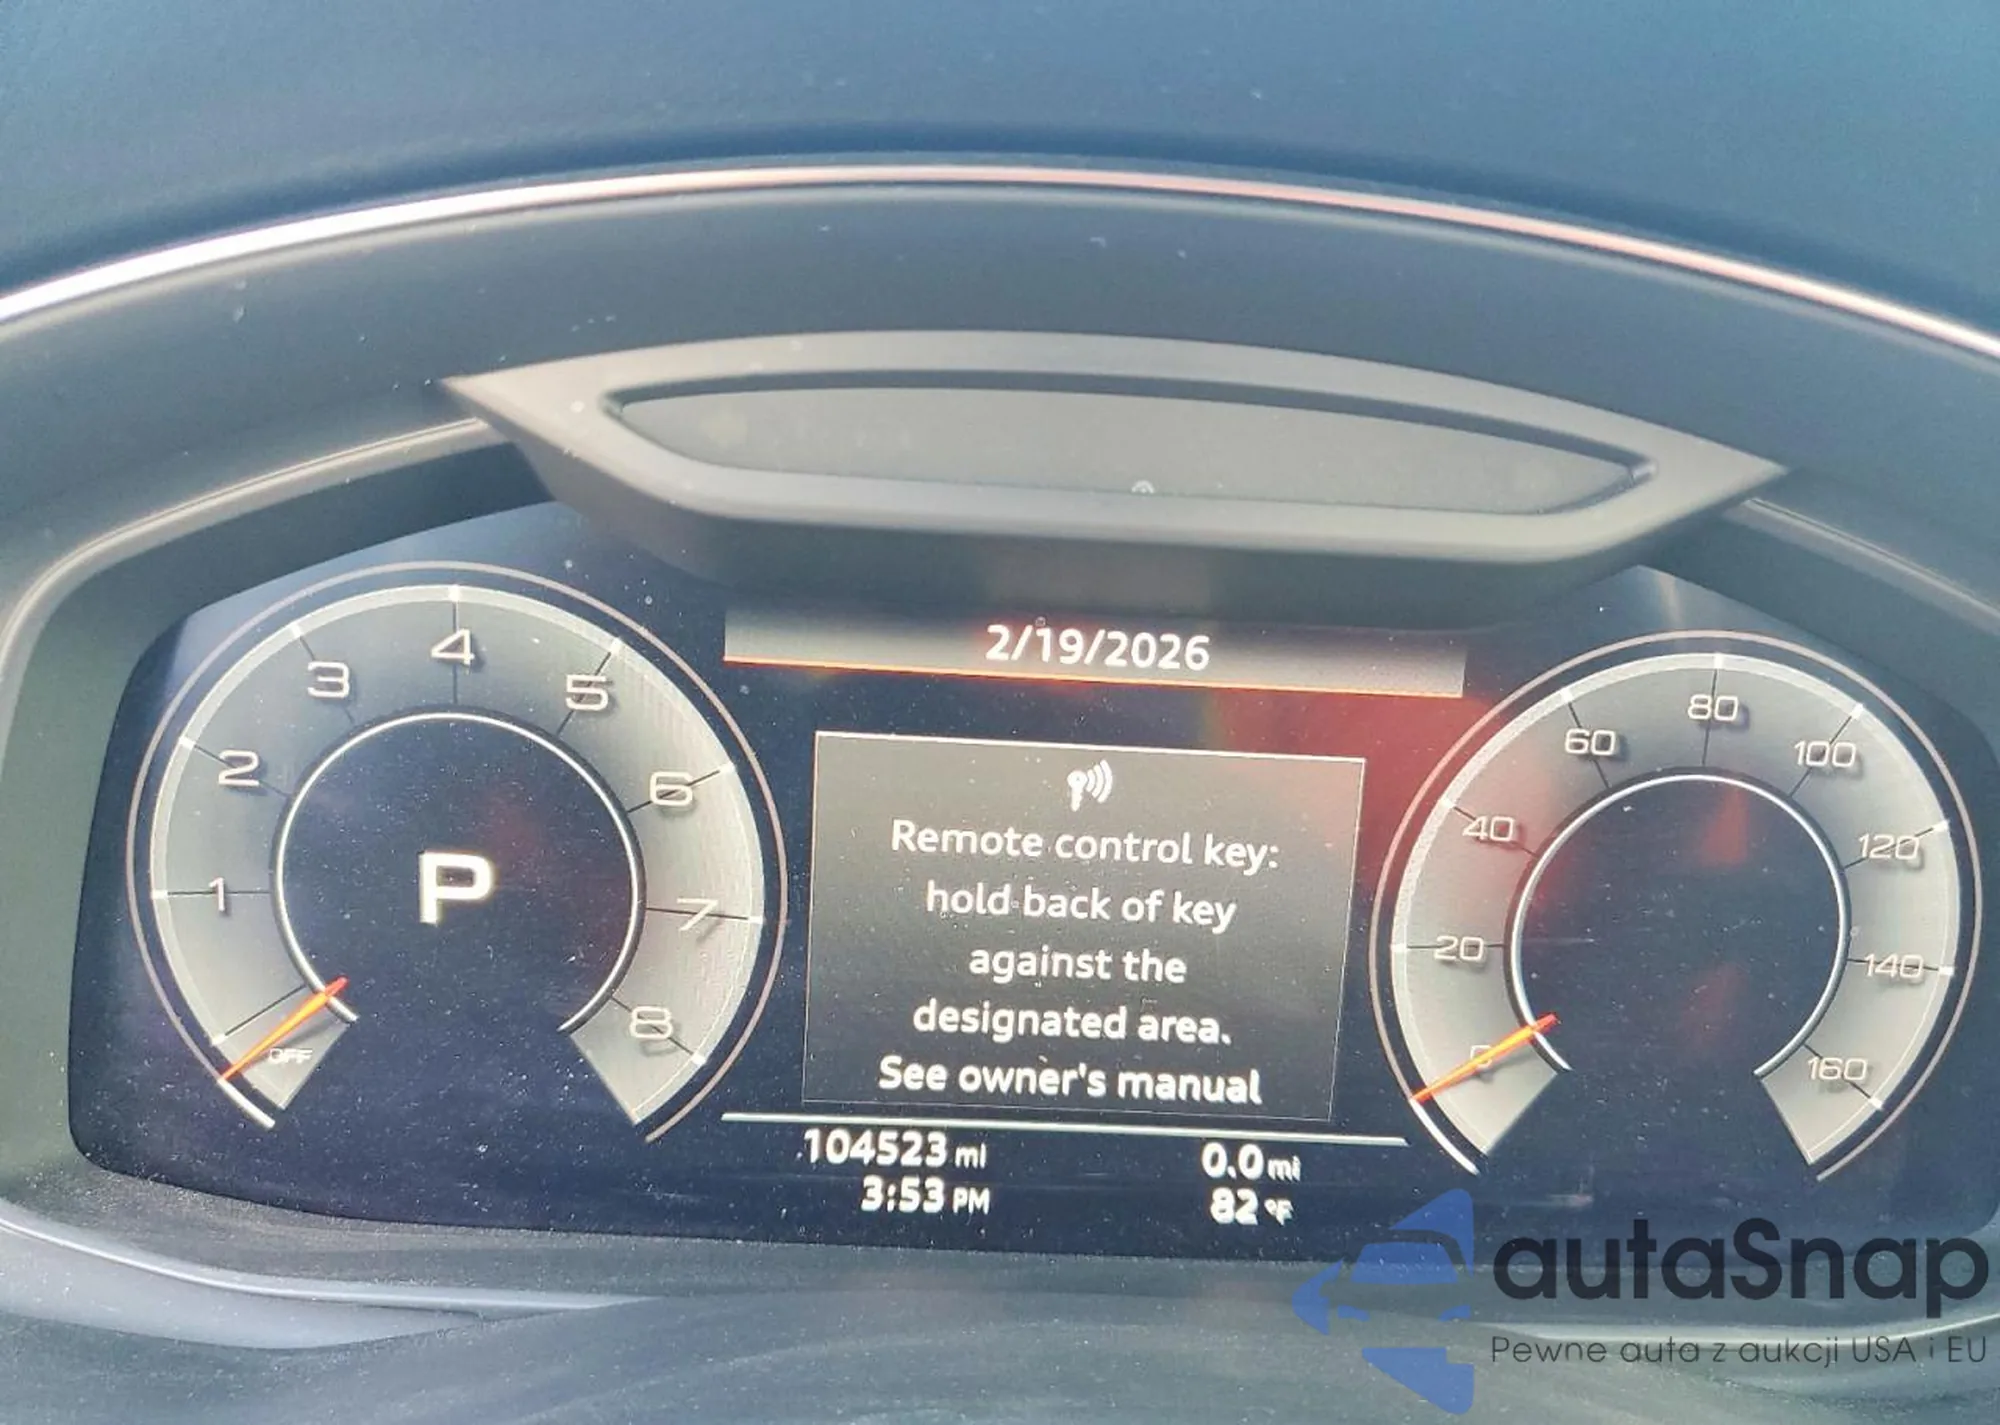 2/19/2026
1
2
3
4
5
6
7
8
OFF
P
Remote control key:
hold back of key
against the
designated area.
See owner's manual
104523 mi
0.0 mi
3:53 PM
82 °F
0
20
40
60
80
100
120
140
160
autaSnap
Pewne auta z aukcji USA i EU